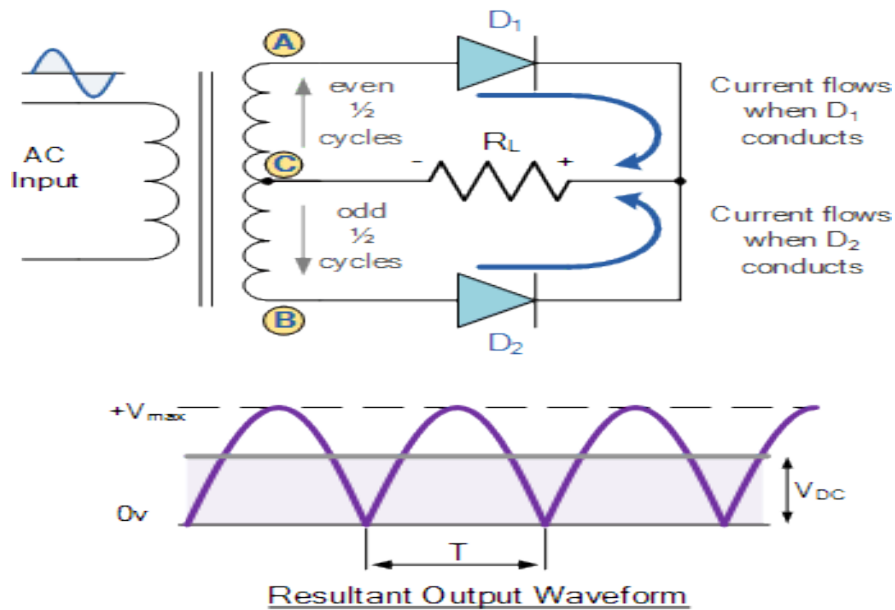 D1
A
even
½
cycles
Current flows
when D1
conducts
AC
Input
C
-
RL
+
odd
½
cycles
Current flows
when D2
conducts
B
D2
+Vmax
VDC
0v
T
Resultant Output Waveform